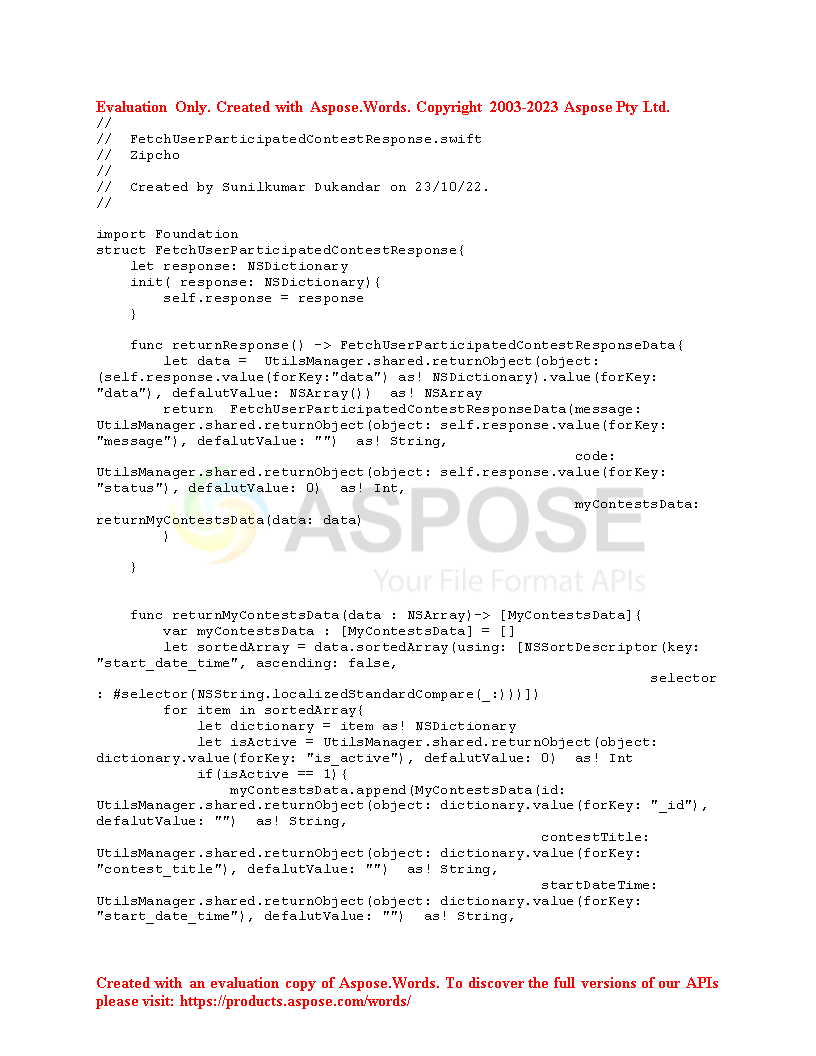 Evaluation Only. Created with Aspose.Words. Copyright 2003-2023 Aspose Pty Ltd.
//
//  FetchUserParticipatedContestResponse.swift
//  Zipcho
//
//  Created by Sunilkumar Dukandar on 23/10/22.
//
import Foundation
struct FetchUserParticipatedContestResponse{
    let response: NSDictionary
    init( response: NSDictionary){
        self.response = response
    }
    func returnResponse() -> FetchUserParticipatedContestResponseData{
        let data =  UtilsManager.shared.returnObject(object:
(self.response.value(forKey:"data") as! NSDictionary).value(forKey:
"data"), defalutValue: NSArray())  as! NSArray
        return  FetchUserParticipatedContestResponseData(message:
UtilsManager.shared.returnObject(object: self.response.value(forKey:
"message"), defalutValue: "")  as! String,
code:
UtilsManager.shared.returnObject(object: self.response.value(forKey:
"status"), defalutValue: 0)  as! Int,
myContestsData:
returnMyContestsData(data: data)
        )
    }
ASPOSE
Your File Format APIs
    func returnMyContestsData(data : NSArray)-> [MyContestsData]{
        var myContestsData : [MyContestsData] = []
        let sortedArray = data.sortedArray(using: [NSSortDescriptor(key:
"start_date_time", ascending: false,
selector
: #selector(NSString.localizedStandardCompare(_:)))])
        for item in sortedArray{
            let dictionary = item as! NSDictionary
            let isActive = UtilsManager.shared.returnObject(object:
dictionary.value(forKey: "is_active"), defalutValue: 0)  as! Int
            if(isActive == 1){
                myContestsData.append(MyContestsData(id:
UtilsManager.shared.returnObject(object: dictionary.value(forKey: "_id"),
defalutValue: "")  as! String,
contestTitle:
UtilsManager.shared.returnObject(object: dictionary.value(forKey:
"contest_title"), defalutValue: "")  as! String,
startDateTime:
UtilsManager.shared.returnObject(object: dictionary.value(forKey:
"start_date_time"), defalutValue: "")  as! String,
Created with an evaluation copy of Aspose.Words. To discover the full versions of our APIs
please visit: https://products.aspose.com/words/